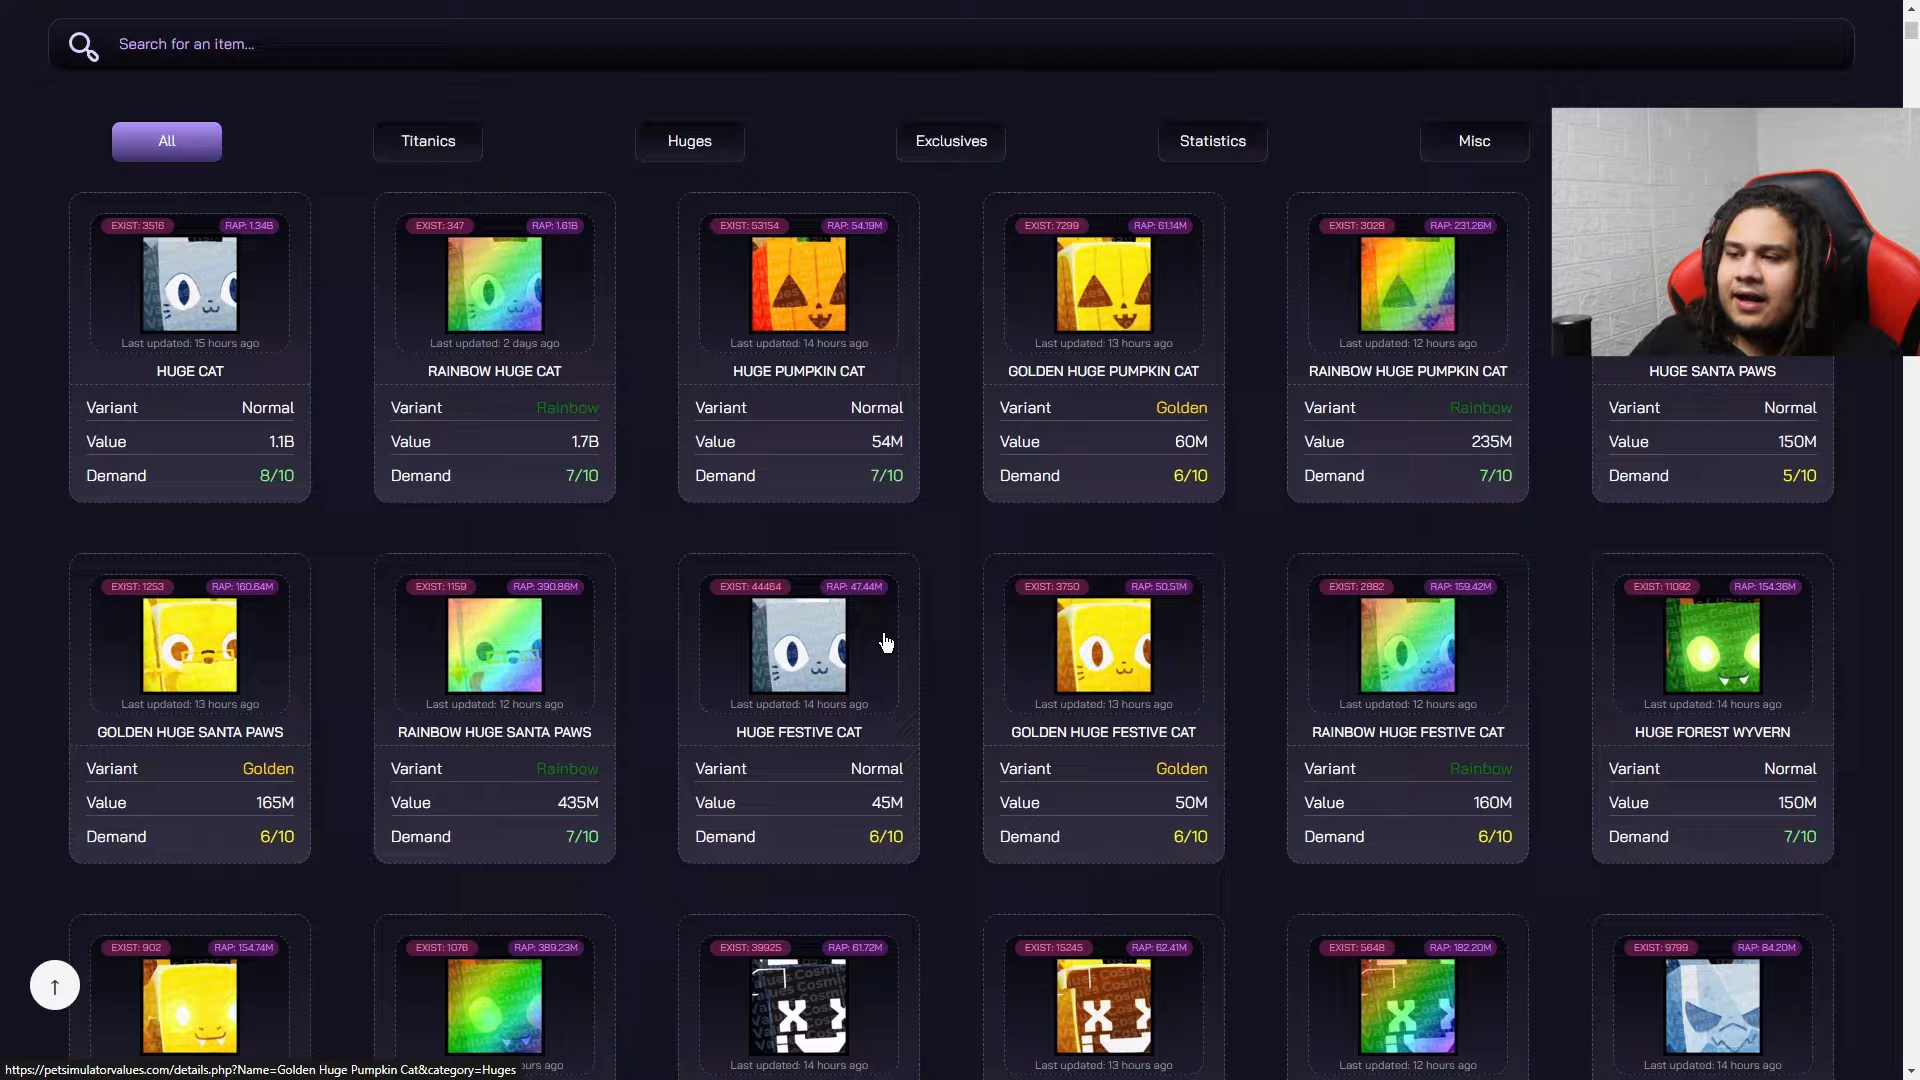 Search for an item...
All Titanics Huges Exclusives Statistics Misc
EXIST: 3516 RAP: 1.34B EXIST: 347 RAP: 1.61B EXIST: 53154 RAP: 54.19M EXIST: 7299 RAP: 61.14M EXIST: 3028 RAP: 231.26M
Last updated: 15 hours ago Last updated: 2 days ago Last updated: 14 hours ago Last updated: 13 hours ago Last updated: 12 hours ago
HUGE CAT RAINBOW HUGE CAT HUGE PUMPKIN CAT GOLDEN HUGE PUMPKIN CAT RAINBOW HUGE PUMPKIN CAT HUGE SANTA PAWS
Variant Normal Variant Rainbow Variant Normal Variant Golden Variant Rainbow Variant Normal
Value 1.1B Value 1.7B Value 54M Value 60M Value 235M Value 150M
Demand 8/10 Demand 7/10 Demand 7/10 Demand 6/10 Demand 7/10 Demand 5/10
EXIST: 1253 RAP: 160.64M EXIST: 1159 RAP: 390.86M EXIST: 44464 RAP: 47.44M EXIST: 3750 RAP: 50.51M EXIST: 2882 RAP: 159.42M EXIST: 11092 RAP: 154.36M
Last updated: 13 hours ago Last updated: 12 hours ago Last updated: 14 hours ago Last updated: 13 hours ago Last updated: 12 hours ago Last updated: 14 hours ago
GOLDEN HUGE SANTA PAWS RAINBOW HUGE SANTA PAWS HUGE FESTIVE CAT GOLDEN HUGE FESTIVE CAT RAINBOW HUGE FESTIVE CAT HUGE FOREST WYVERN
Variant Golden Variant Rainbow Variant Normal Variant Golden Variant Rainbow Variant Normal
Value 165M Value 435M Value 45M Value 50M Value 160M Value 150M
Demand 6/10 Demand 7/10 Demand 6/10 Demand 6/10 Demand 6/10 Demand 7/10
EXIST: 902 RAP: 154.74M EXIST: 1076 RAP: 389.23M EXIST: 39925 RAP: 61.72M EXIST: 15245 RAP: 62.41M EXIST: 5648 RAP: 182.20M EXIST: 9799 RAP: 84.20M
ours ago Last updated: 14 hours ago Last updated: 13 hours ago Last updated: 12 hours ago Last updated: 14 hours ago
https://petsimulatorvalues.com/details.php?Name=Golden Huge Pumpkin Cat&category=Huges